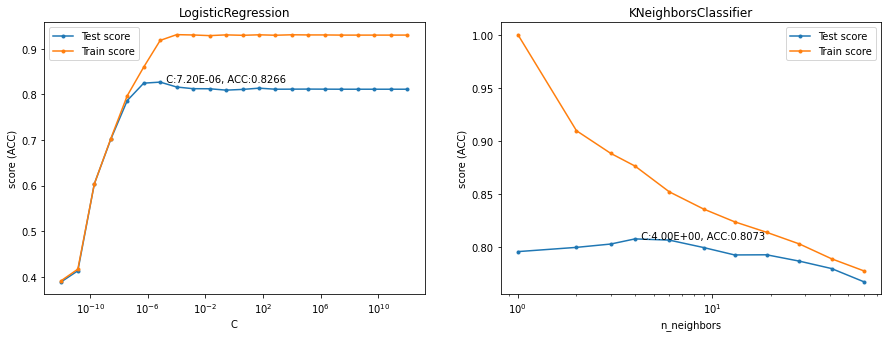 LogisticRegression
Test score
Train score
C:7.20E-06, ACC:0.8266
score (ACC)
0.9
0.8
0.7
0.6
0.5
0.4
10⁻¹⁰ 10⁻⁶ 10⁻² 10² 10⁶ 10¹⁰
C
KNeighborsClassifier
Test score
Train score
C:4.00E+00, ACC:0.8073
score (ACC)
1.00
0.95
0.90
0.85
0.80
10⁰ 10¹
n_neighbors